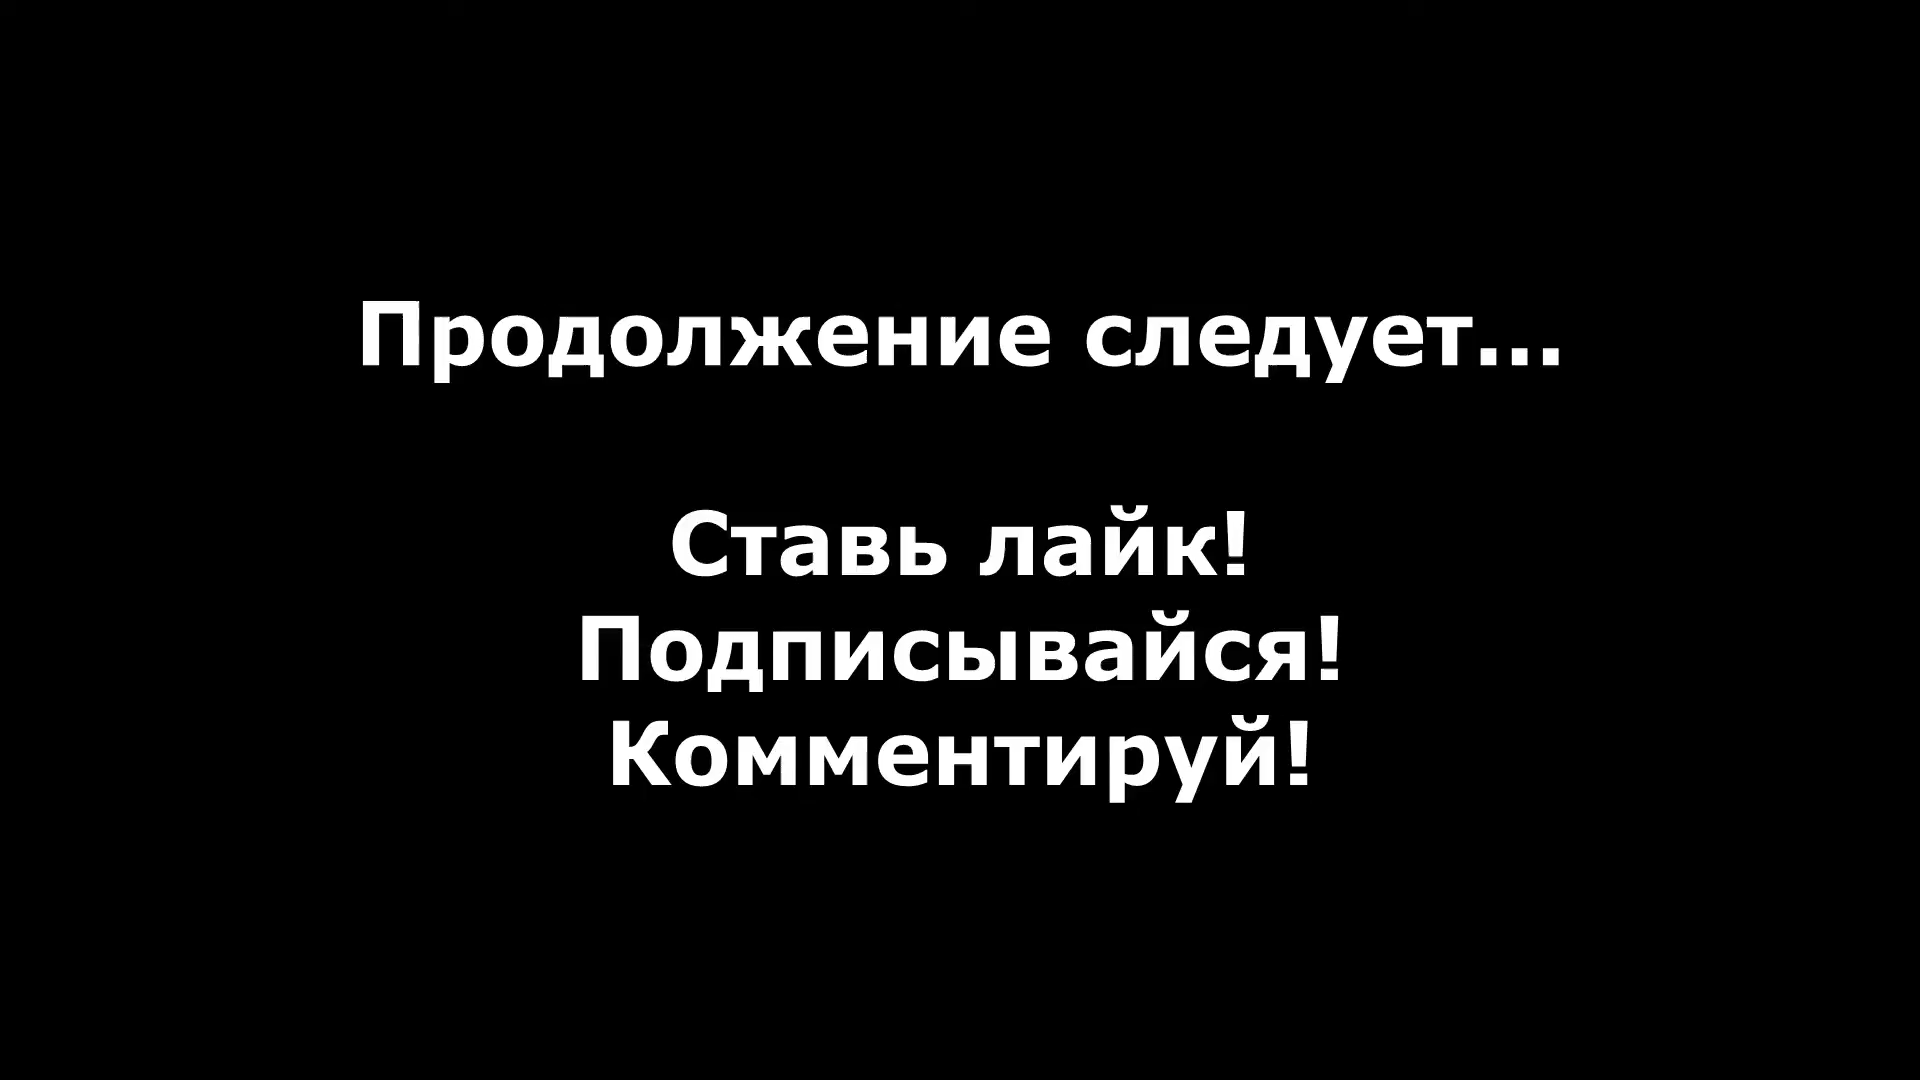 Продолжение следует...
Ставь лайк!
Подписывайся!
Комментируй!